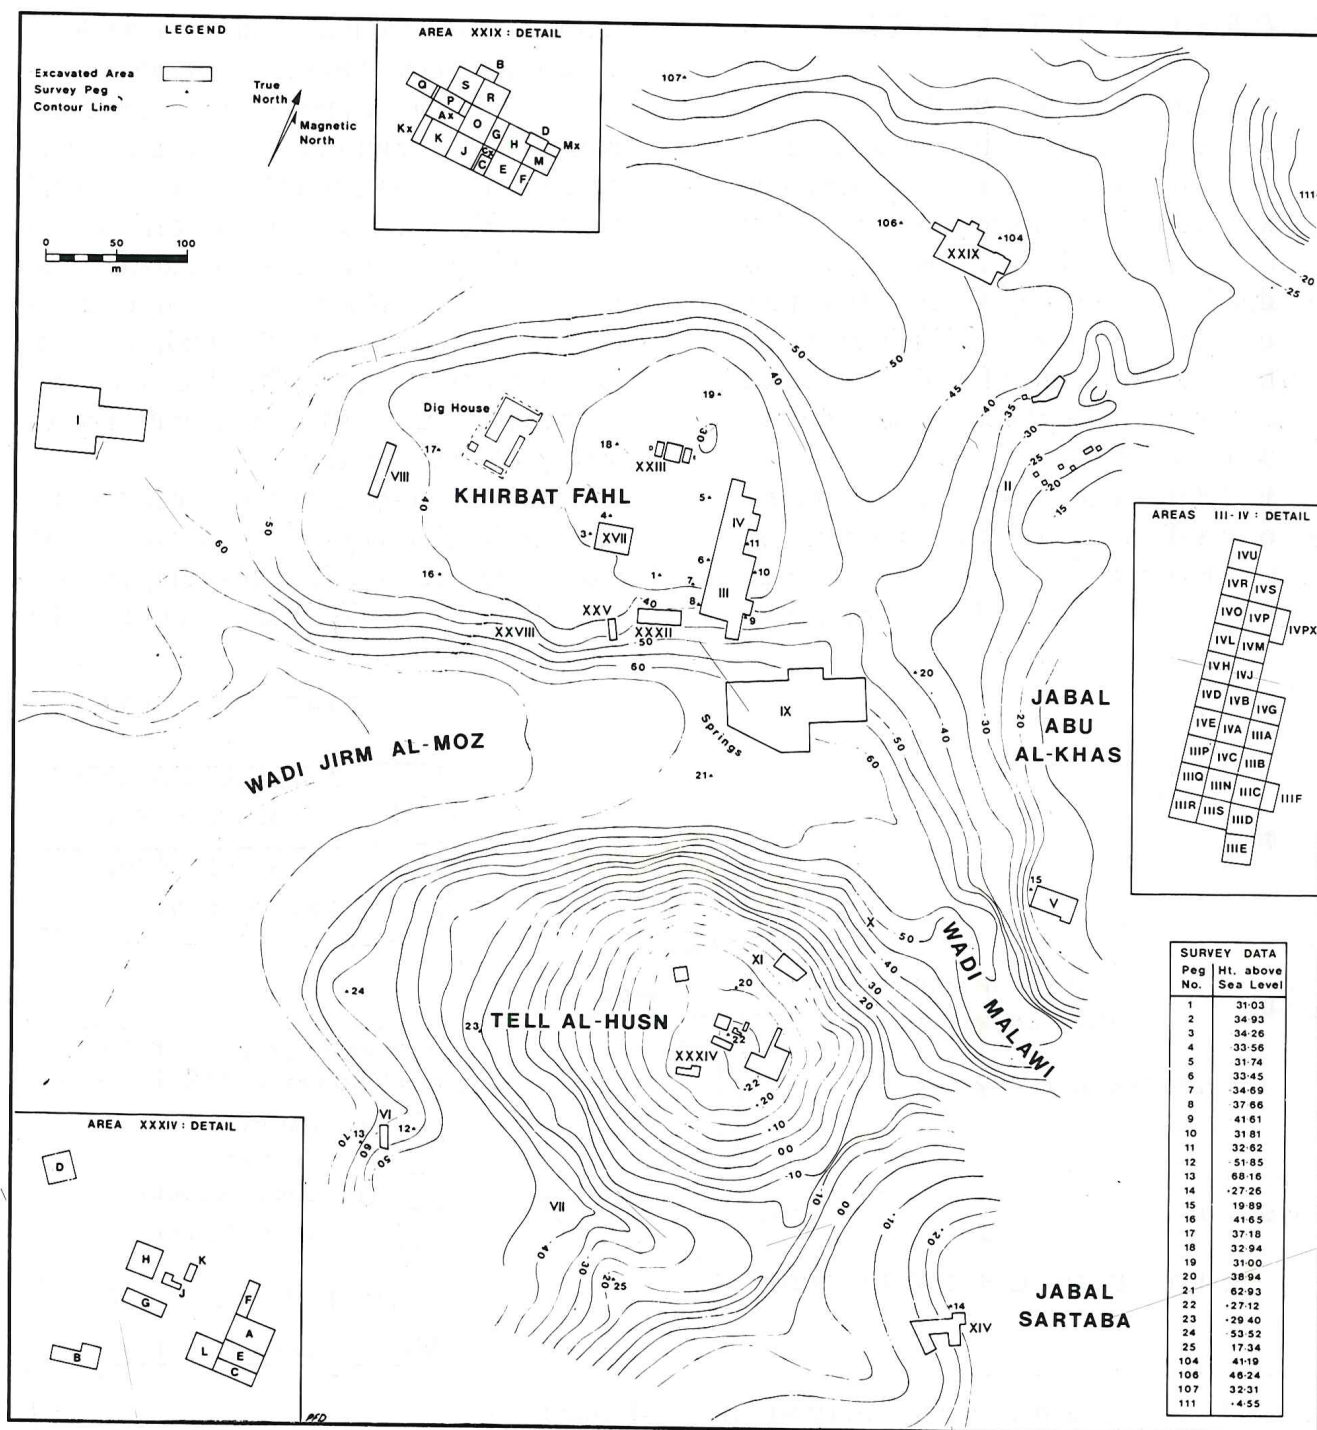 LEGEND
Excavated Area
Survey Peg
Contour Line
True North
Magnetic North
0 50 100
m
AREA XXIX : DETAIL
B
Q
S
P
R
Ax
Kx
O
G
D
K
J
H
Mx
Cx
C
E
M
F
107
111
106
104
XXIX
20
25
50
50
45
40
40
35
30
25
20
15
I
Dig House
19
30
17
18
VIII
XXIII
KHIRBAT FAHL
40
5
IV
II
50
60
4
3
XVII
11
6
10
16
1
7
III
8
40
9
XXV
XXVIII
XXXII
50
60
20
IX
Springs
21
50
60
40
30
20
WADI JIRM AL-MOZ
JABAL
ABU
AL-KHAS
AREAS III-IV : DETAIL
IVU
IVR
IVS
IVO
IVP
IVPX
IVL
IVM
IVH
IVJ
IVD
IVB
IVG
IVE
IVA
IIIA
IIIP
IVC
IIIB
IIIQ
IIIN
IIIC
IIIF
IIIR
IIIS
IIID
IIIE
15
V
X
50
WADI MALAWI
40
30
20
XI
24
20
23
TELL AL-HUSN
22
XXXIV
22
20
10
00
10
VI
13
12
70
60
50
VII
40
30
20
25
10
00
10
20
14
XIV
JABAL
SARTABA
AREA XXXIV : DETAIL
D
H
K
J
G
F
A
B
L
E
C
PFD
SURVEY DATA
Peg No. Ht. above Sea Level
1 31·03
2 34·93
3 34·26
4 ·33·56
5 31·74
6 33·45
7 ·34·69
8 ·37 66
9 41·61
10 31 81
11 32·62
12 ·51·85
13 68·16
14 ·27·26
15 19·89
16 41·65
17 37·18
18 32·94
19 31·00
20 38·94
21 62·93
22 ·27·12
23 ·29 40
24 ·53·52
25 17·34
104 41·19
106 46·24
107 32·31
111 ·4·55